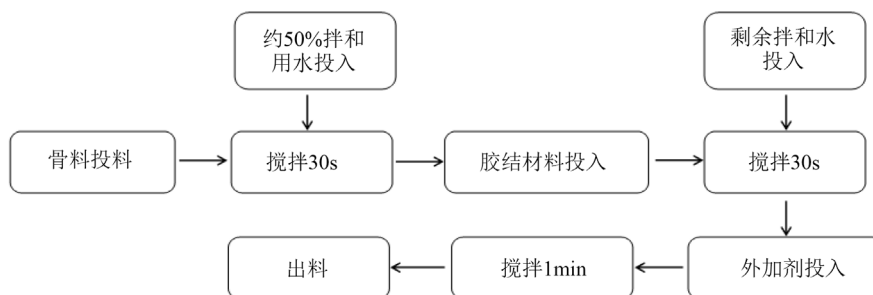 约50%拌和
用水投入
剩余拌和水
投入
骨料投料
搅拌30s
胶结材料投入
搅拌30s
出料
搅拌1min
外加剂投入